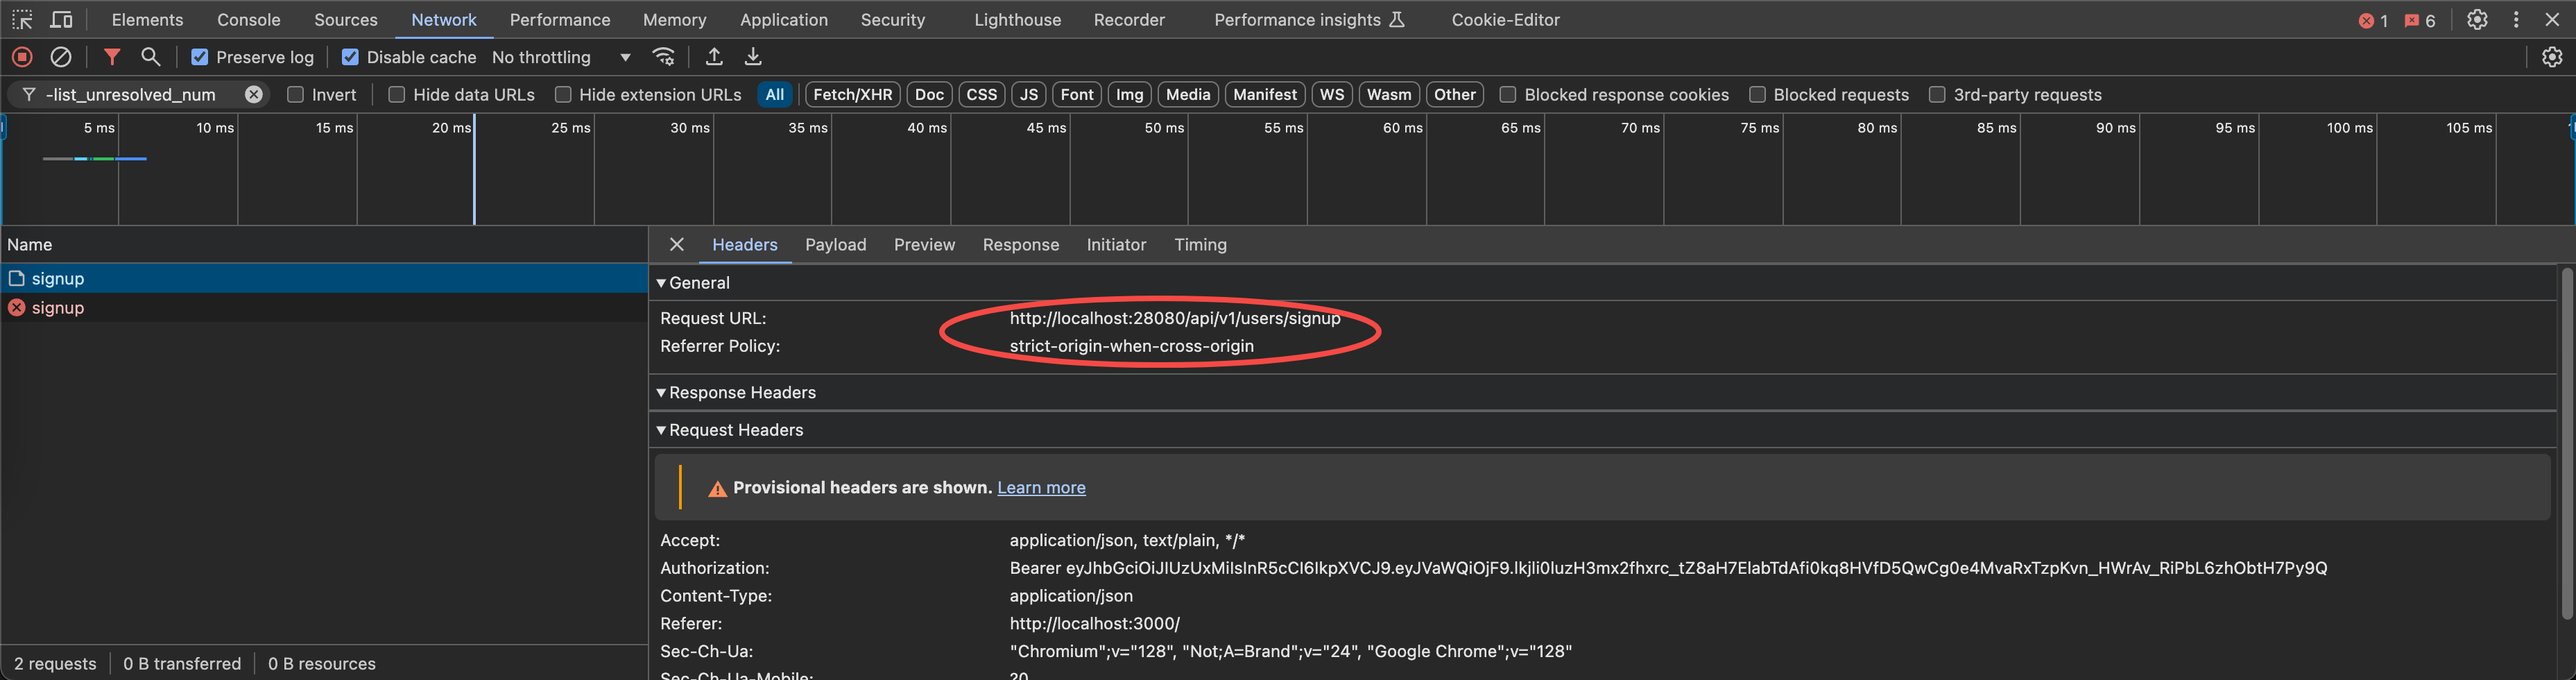 Elements Console Sources Network Performance Memory Application Security Lighthouse Recorder Performance insights Cookie-Editor 1 6
Preserve log Disable cache No throttling
-list_unresolved_num Invert Hide data URLs Hide extension URLs All Fetch/XHR Doc CSS JS Font Img Media Manifest WS Wasm Other Blocked response cookies Blocked requests 3rd-party requests
5 ms 10 ms 15 ms 20 ms 25 ms 30 ms 35 ms 40 ms 45 ms 50 ms 55 ms 60 ms 65 ms 70 ms 75 ms 80 ms 85 ms 90 ms 95 ms 100 ms 105 ms
Name
signup
signup
2 requests 0 B transferred 0 B resources
Headers Payload Preview Response Initiator Timing
General
Request URL: http://localhost:28080/api/v1/users/signup
Referrer Policy: strict-origin-when-cross-origin
Response Headers
Request Headers
Provisional headers are shown. Learn more
Accept: application/json, text/plain, */*
Authorization: Bearer eyJhbGciOiJIUzUxMiIsInR5cCI6IkpXVCJ9.eyJVaWQiOjF9.lkjli0luzH3mx2fhxrc_tZ8aH7ElabTdAfi0kq8HVfD5QwCg0e4MvaRxTzpKvn_HWrAv_RiPbL6zhObtH7Py9Q
Content-Type: application/json
Referer: http://localhost:3000/
Sec-Ch-Ua: "Chromium";v="128", "Not;A=Brand";v="24", "Google Chrome";v="128"
Sec-Ch-Ua-Mobile: ?0